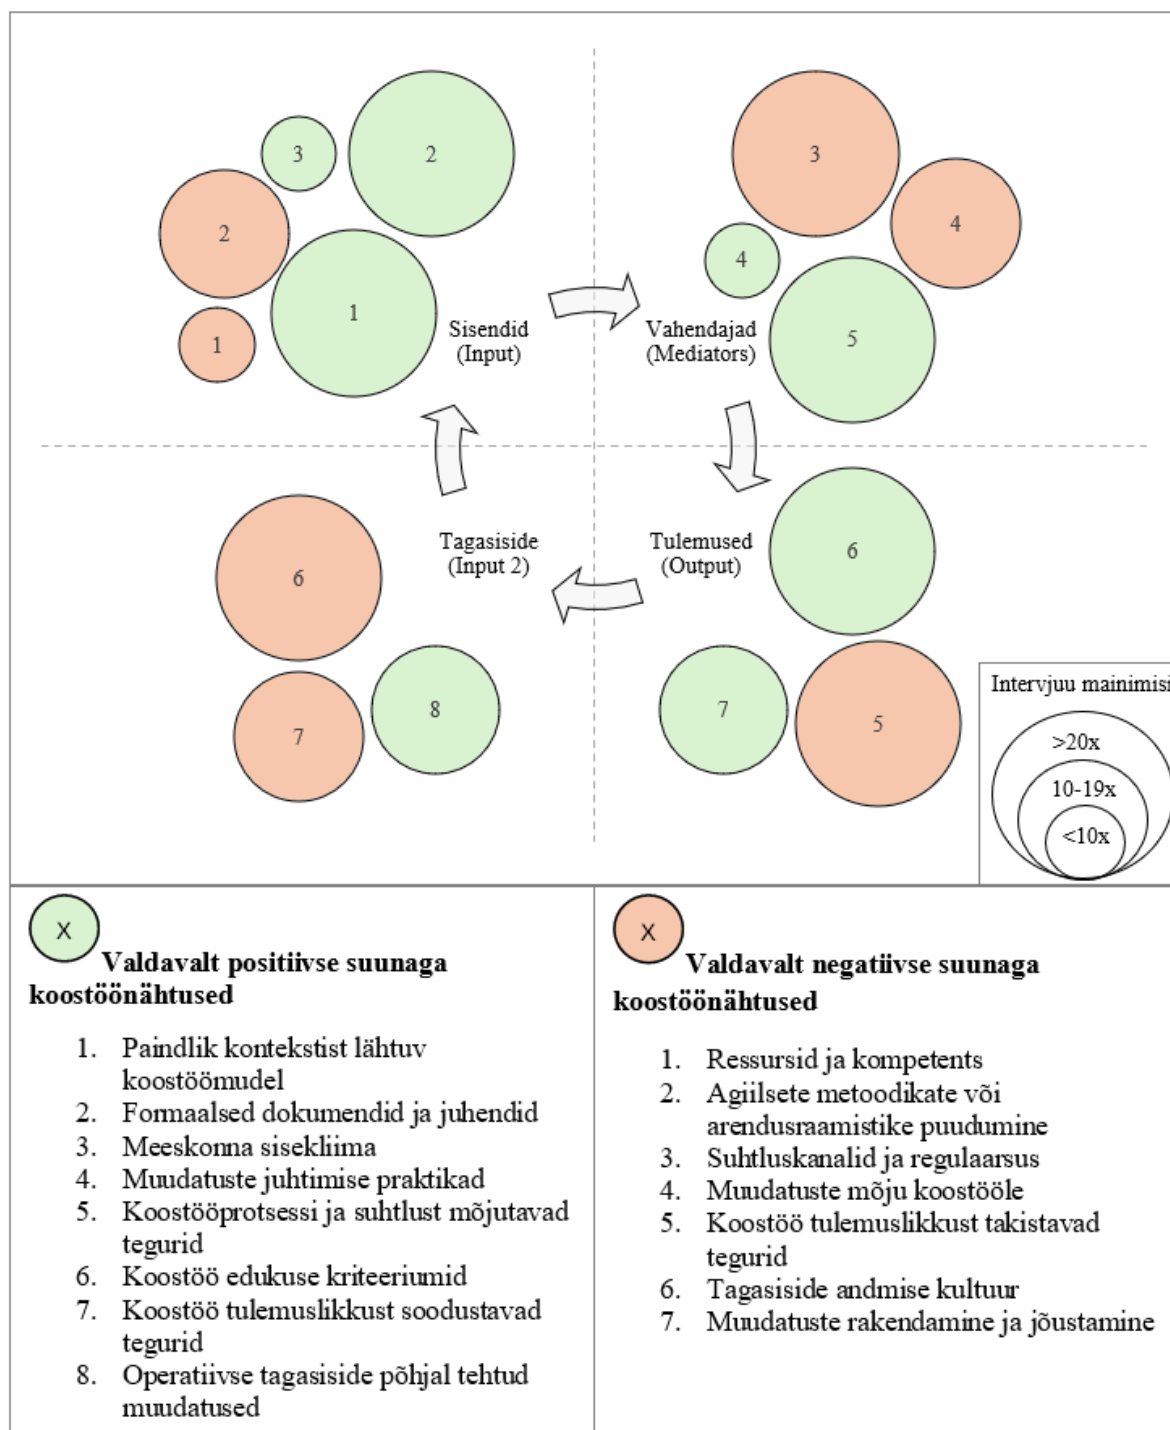 3
2
2
1
1
Sisendid
(Input)
3
4
4
5
Vahendajad
(Mediators)
6
7
8
Tagasiside
(Input 2)
Tulemused
(Output)
6
7
5
Intervjuu mainimisi
>20x
10-19x
<10x
X
Valdavalt positiivse suunaga
koostöönähtused
1. Paindlik kontekstist lähtuv
koostöömudel
2. Formaalsed dokumendid ja juhendid
3. Meeskonna sisekliima
4. Muudatuste juhtimise praktikad
5. Koostööprotsessi ja suhtlust mõjutavad
tegurid
6. Koostöö edukuse kriteeriumid
7. Koostöö tulemuslikkust soodustavad
tegurid
8. Operatiivse tagasiside põhjal tehtud
muudatused
X
Valdavalt negatiivse suunaga
koostöönähtused
1. Ressursid ja kompetents
2. Agiilsete metoodikate või
arendusraamistike puudumine
3. Suhtluskanalid ja regulaarsus
4. Muudatuste mõju koostööle
5. Koostöö tulemuslikkust takistavad
tegurid
6. Tagasiside andmise kultuur
7. Muudatuste rakendamine ja jõustamine